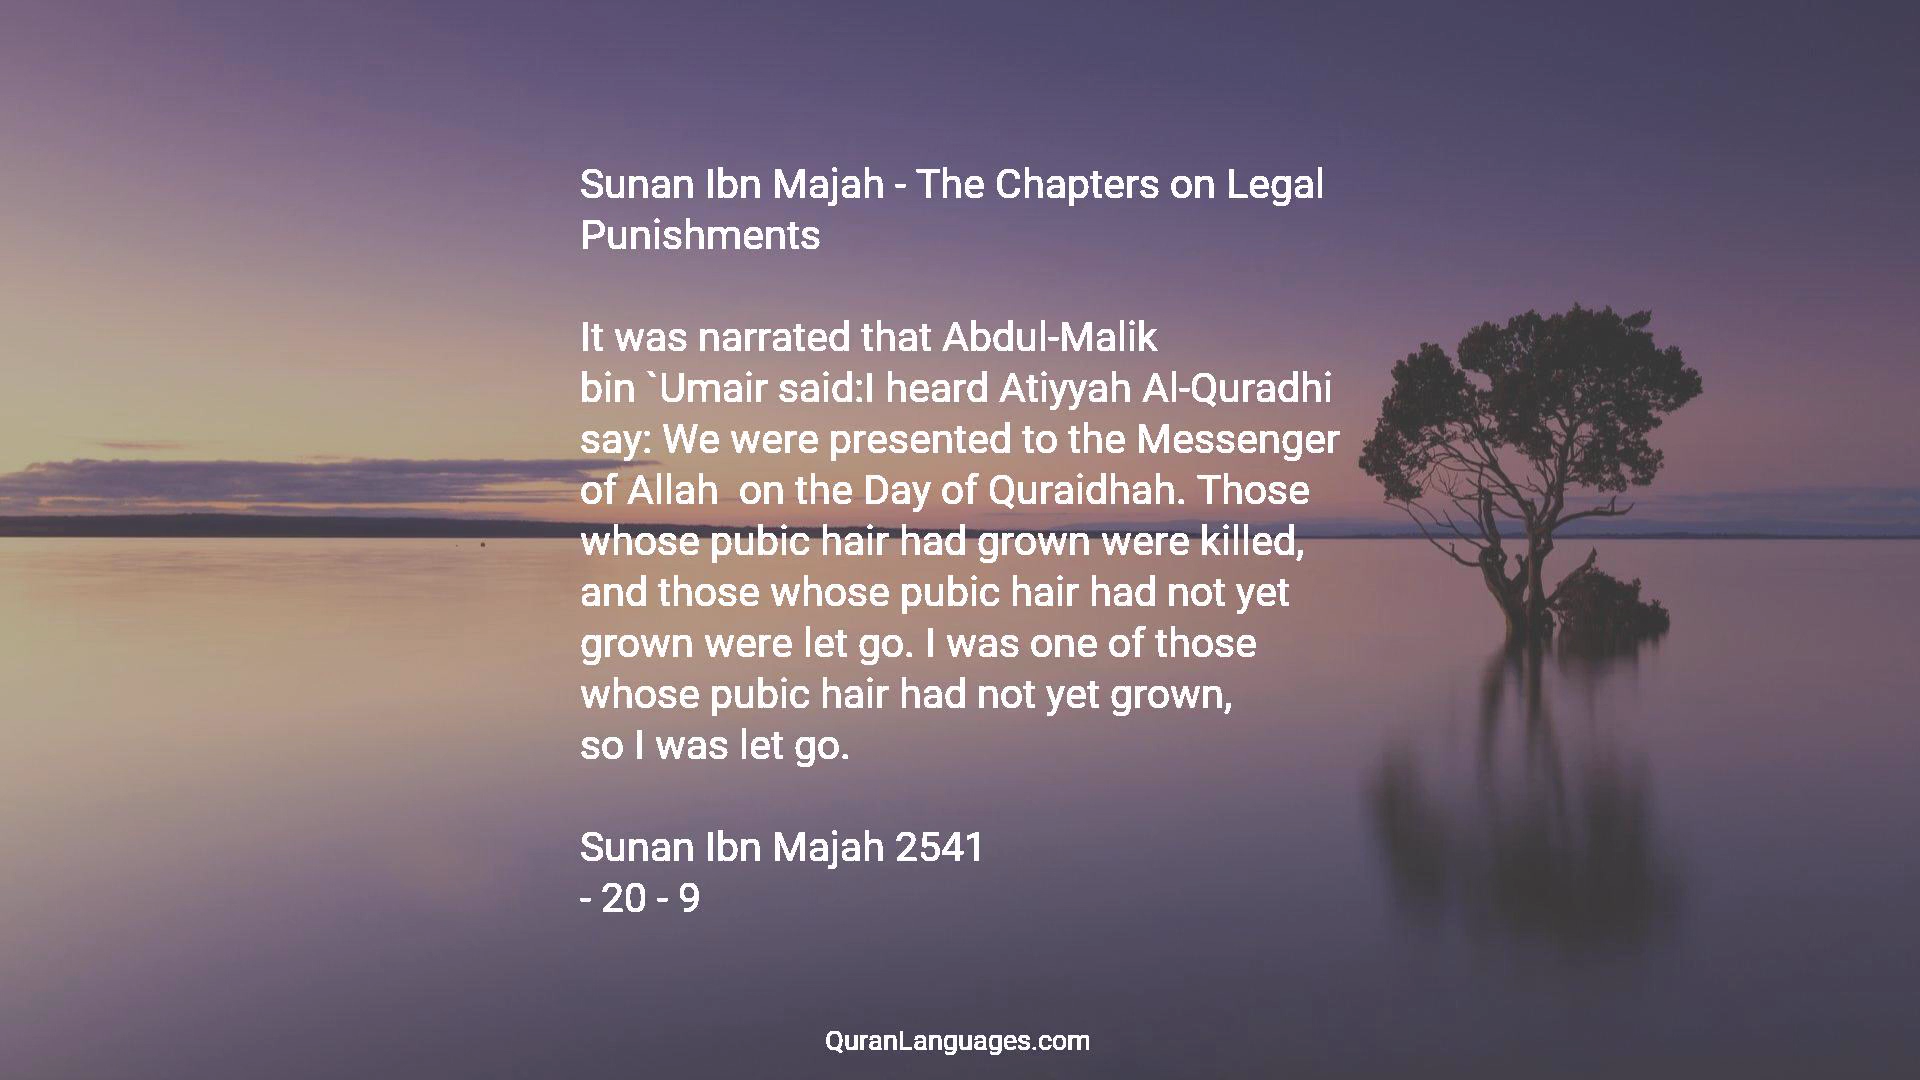 Sunan Ibn Majah - The Chapters on Legal
Punishments
It was narrated that Abdul-Malik
bin `Umair said:I heard Atiyyah Al-Quradhi
say: We were presented to the Messenger
of Allah  on the Day of Quraidhah. Those
whose pubic hair had grown were killed,
and those whose pubic hair had not yet
grown were let go. I was one of those
whose pubic hair had not yet grown,
so I was let go.
Sunan Ibn Majah 2541
- 20 - 9
QuranLanguages.com